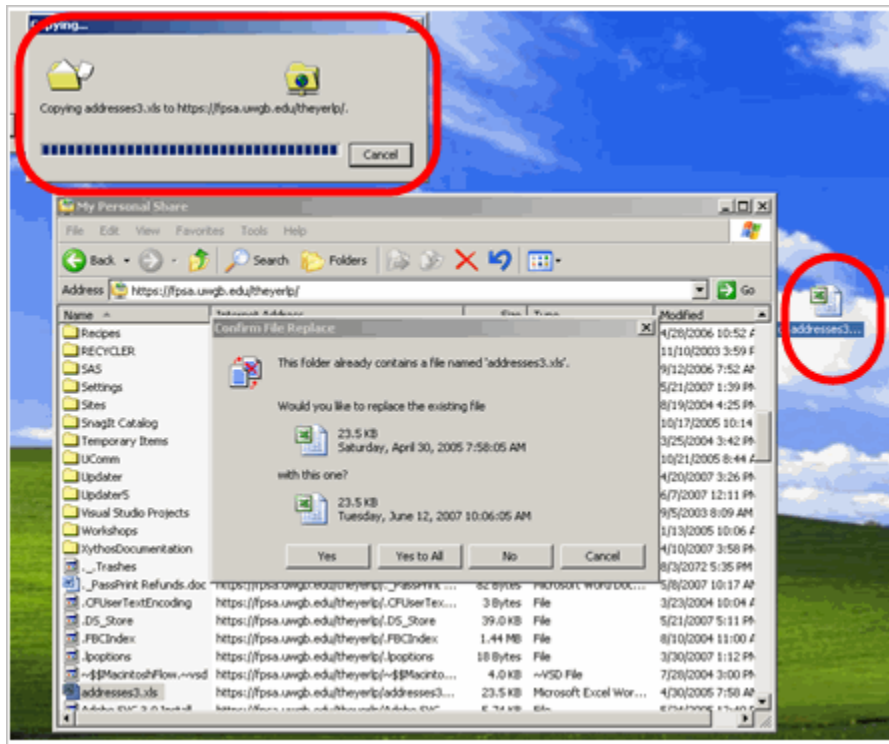 Copying...
Copying addresses3.xls to https://fpsa.uwgb.edu/theyerlp/.
Cancel
My Personal Share
File Edit View Favorites Tools Help
Back Search Folders
Address https://fpsa.uwgb.edu/theyerlp/ Go
addresses3...
Name Internet Address Size Type Modified
Confirm File Replace
This folder already contains a file named 'addresses3.xls'.
Would you like to replace the existing file
23.5 KB
Saturday, April 30, 2005 7:58:05 AM
with this one?
23.5 KB
Tuesday, June 12, 2007 10:06:05 AM
Yes Yes to All No Cancel
Recipes 4/28/2006 10:52
RECYCLER 11/10/2003 3:59
SAS 9/12/2006 7:52 AM
Settings 5/21/2007 1:39 PM
Sites 8/19/2004 4:25 PM
SnagIt Catalog 10/17/2005 10:14
Temporary Items 3/25/2004 3:42 PM
UComm 10/21/2005 8:44
Updater 4/20/2007 3:26 PM
Updater5 6/7/2007 12:11 PM
Visual Studio Projects 9/5/2003 8:09 AM
Workshops 1/13/2005 10:06
XythosDocumentation 4/10/2007 3:58 PM
._.Trashes 8/3/2072 5:35 PM
._PassPrint Refunds.doc https://fpsa.uwgb.edu/theyerlp/._PassPrint ... 82 Bytes Microsoft Word Doc... 5/8/2007 10:17 AM
.CFUserTextEncoding https://fpsa.uwgb.edu/theyerlp/.CFUserTex... 3 Bytes File 3/23/2004 10:04
.DS_Store https://fpsa.uwgb.edu/theyerlp/.DS_Store 39.0 KB File 5/21/2007 5:11 PM
.FBCIndex https://fpsa.uwgb.edu/theyerlp/.FBCIndex 1.44 MB File 8/10/2004 11:00
.lpoptions https://fpsa.uwgb.edu/theyerlp/.lpoptions 18 Bytes File 3/30/2007 1:12 PM
~$$MacintoshFlow.~vsd https://fpsa.uwgb.edu/theyerlp/~$$Macinto... 4.0 KB ~VSD File 7/28/2004 3:00 PM
addresses3.xls https://fpsa.uwgb.edu/theyerlp/addresses3... 23.5 KB Microsoft Excel Wor... 4/30/2005 7:58 AM